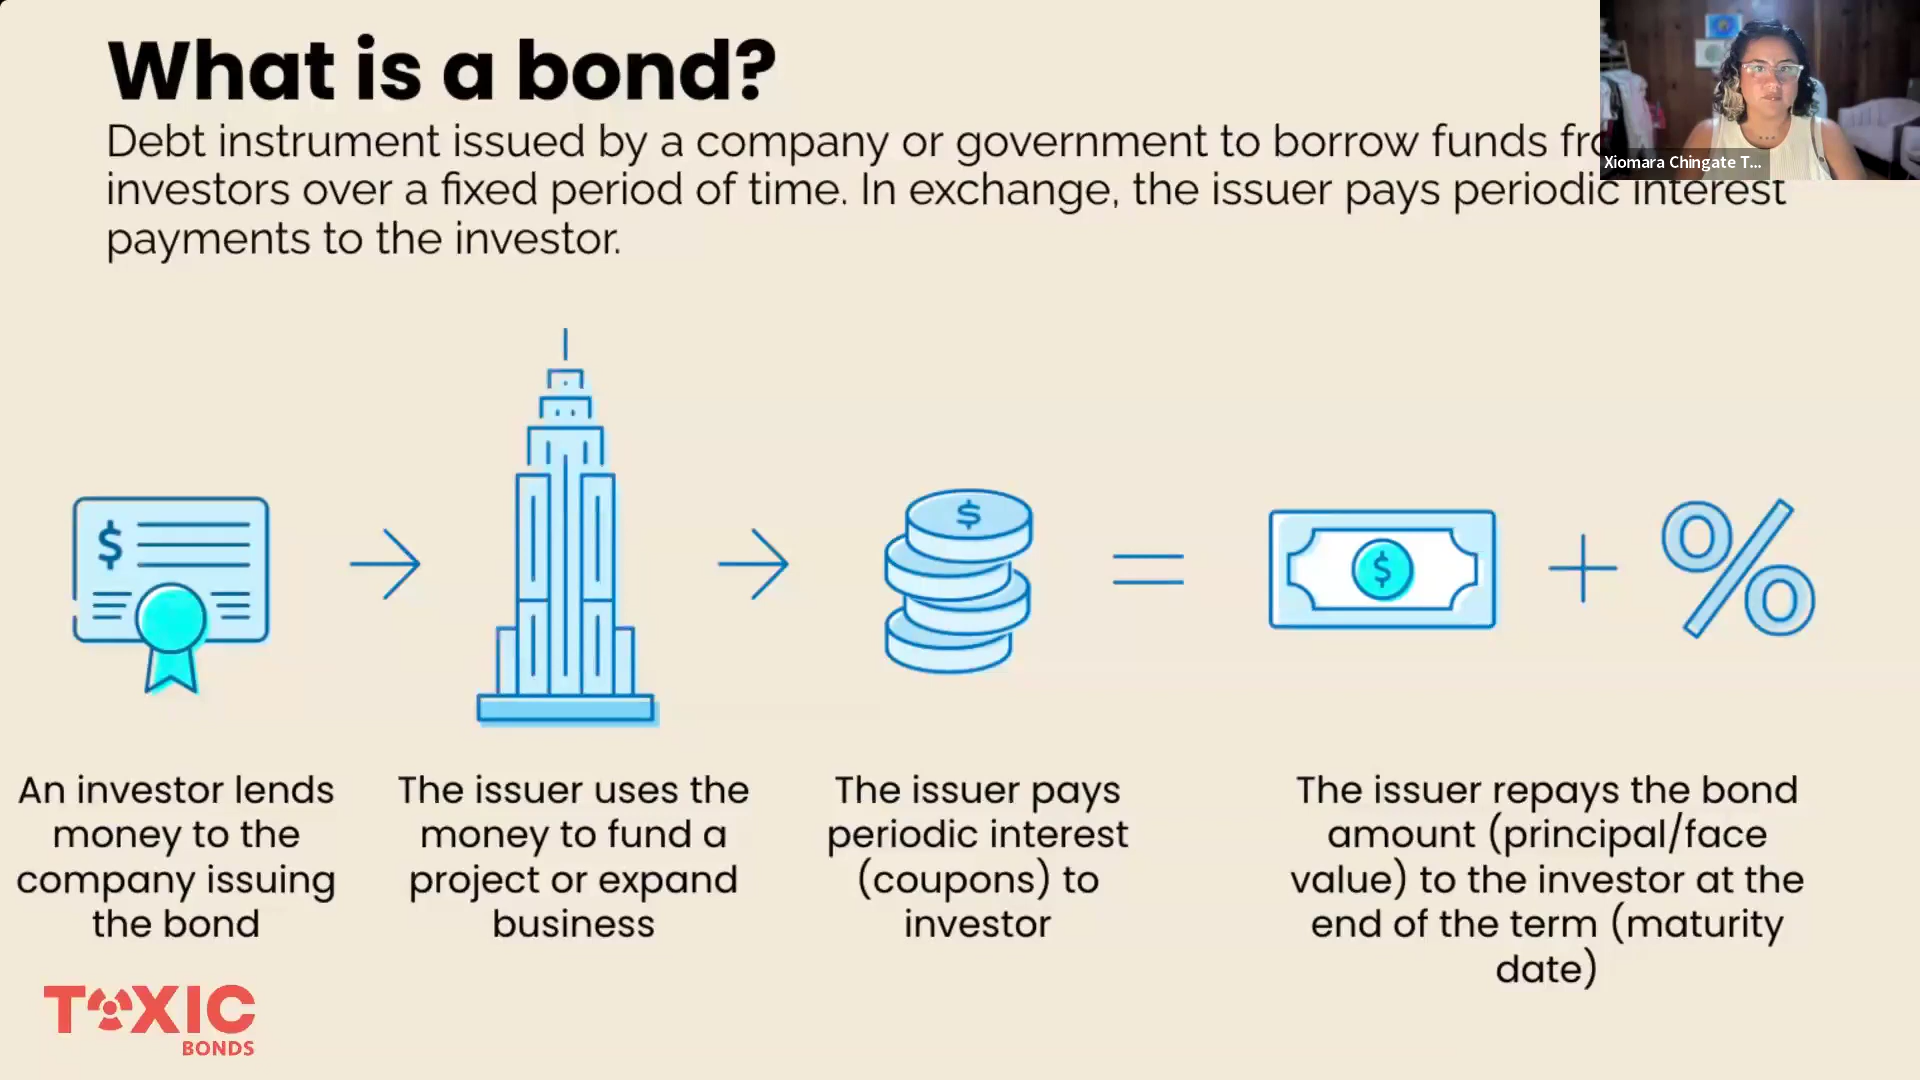 What is a bond?
Debt instrument issued by a company or government to borrow funds
investors over a fixed period of time. In exchange, the issuer pays periodic interest
payments to the investor.
Xiomara Chingate T...
$
$
$
%
An investor lends
money to the
company issuing
the bond
The issuer uses the
money to fund a
project or expand
business
The issuer pays
periodic interest
(coupons) to
investor
The issuer repays the bond
amount (principal/face
value) to the investor at the
end of the term (maturity
date)
TOXIC
BONDS